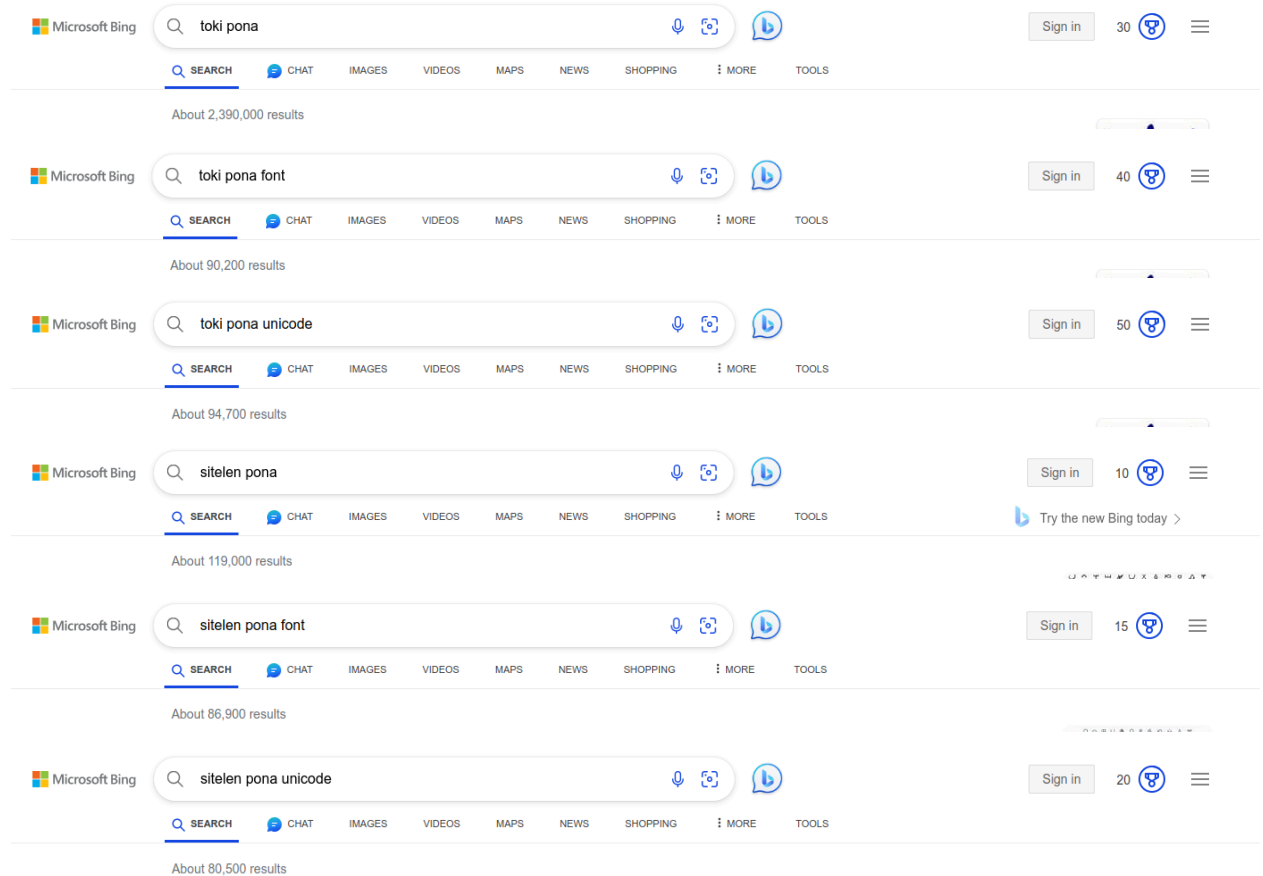 Microsoft Bing toki pona Sign in 30
SEARCH CHAT IMAGES VIDEOS MAPS NEWS SHOPPING MORE TOOLS
About 2,390,000 results
Microsoft Bing toki pona font Sign in 40
SEARCH CHAT IMAGES VIDEOS MAPS NEWS SHOPPING MORE TOOLS
About 90,200 results
Microsoft Bing toki pona unicode Sign in 50
SEARCH CHAT IMAGES VIDEOS MAPS NEWS SHOPPING MORE TOOLS
About 94,700 results
Microsoft Bing sitelen pona Sign in 10
SEARCH CHAT IMAGES VIDEOS MAPS NEWS SHOPPING MORE TOOLS Try the new Bing today
About 119,000 results
Microsoft Bing sitelen pona font Sign in 15
SEARCH CHAT IMAGES VIDEOS MAPS NEWS SHOPPING MORE TOOLS
About 86,900 results
Microsoft Bing sitelen pona unicode Sign in 20
SEARCH CHAT IMAGES VIDEOS MAPS NEWS SHOPPING MORE TOOLS
About 80,500 results